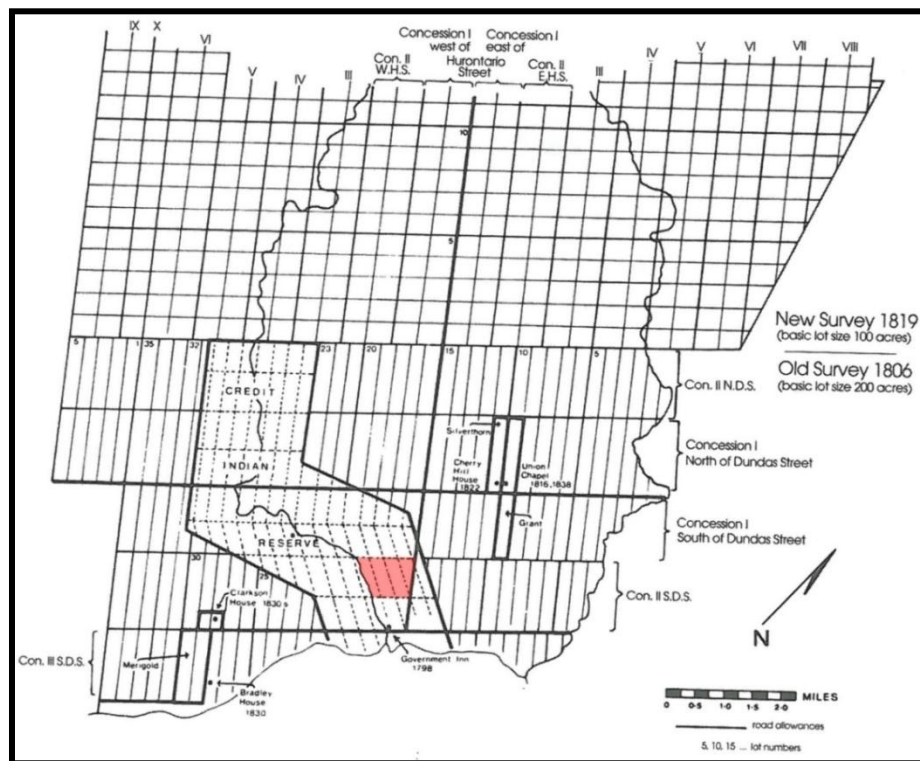 Concession I
west of
Concession I
east of
Hurontario
Street
IX X
VI
V
IV
III
Con. II
W.H.S.
Con. II
E.H.S.
III
IV
V
VI
VII
VIII
10
5
New Survey 1819
(basic lot size 100 acres)
Old Survey 1806
(basic lot size 200 acres)
5
35
32
23
20
15
10
5
Con. II N.D.S.
CREDIT
Silverthorn
Concession I
North of Dundas Street
INDIAN
Cherry
Hill
House
1822
Union
Chapel
1816,1838
Grant
RESERVE
Concession I
South of Dundas Street
30
25
Clarkson
House 1830s
Con. II S.D.S.
Con. III S.D.S.
Merigold
Bradley
House
1830
Government Inn
1798
N
MILES
0 0·5 1·0 1·5 2·0
road allowances
5, 10, 15 ... lot numbers